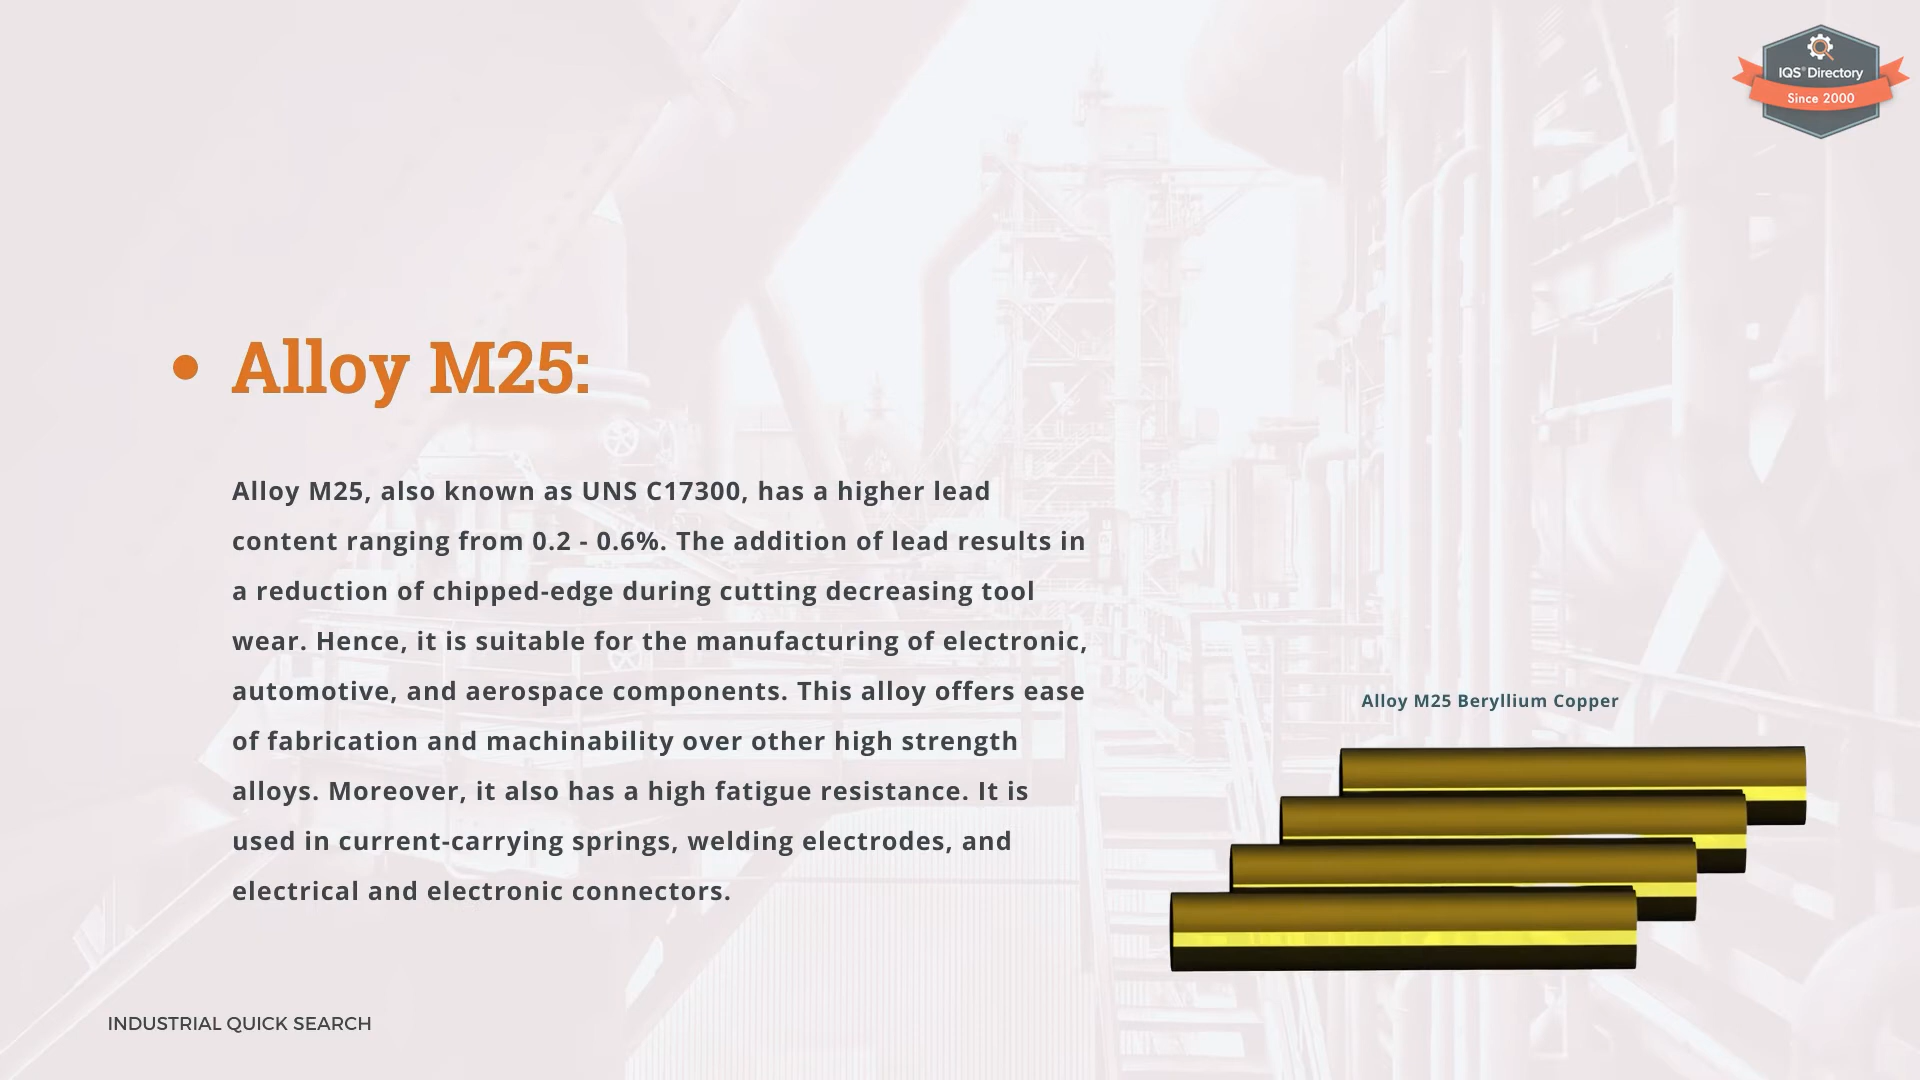 IQS® Directory
Since 2000
• Alloy M25:
Alloy M25, also known as UNS C17300, has a higher lead
content ranging from 0.2 - 0.6%. The addition of lead results in
a reduction of chipped-edge during cutting decreasing tool
wear. Hence, it is suitable for the manufacturing of electronic,
automotive, and aerospace components. This alloy offers ease
of fabrication and machinability over other high strength
alloys. Moreover, it also has a high fatigue resistance. It is
used in current-carrying springs, welding electrodes, and
electrical and electronic connectors.
Alloy M25 Beryllium Copper
INDUSTRIAL QUICK SEARCH